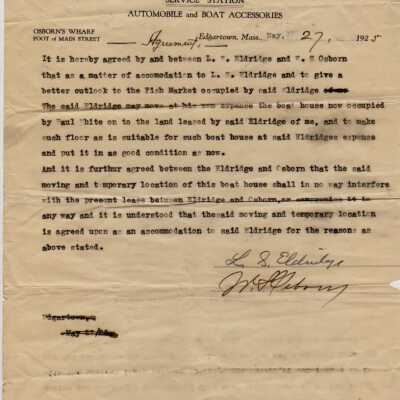 SERVICE STATION
AUTOMOBILE and BOAT ACCESSORIES
OSBORN'S WHARF
FOOT of MAIN STREET
Agreement, Edgartown, Mass. May. 27, 1925
It is hereby agreed by and between L. S. Eldridge and W. S Osborn
that as a matter of accomodation to L. S. Eldridge and to give a
better outlook to the Fish Market occupied by said Eldridge
The said Eldridge may move at his own expense the boat house now occupied
by Paul White on to the land leased by said Eldridge of me, and to make
such floor as is suitable for such boat house at said Eldridges expense
and put it in as good condition as now.
And it is furthur agreed between the Eldridge and Osborn that the said
moving and temporary location of this boat house shall in no way interfere
with the present lease between Eldridge and Osborn, it in
any way and it is understood that thesaid moving and temporary location
is agreed upon as an accommodation to said Eldridge for the reasons as
above stated.
L. S. Eldridge
W. S. Osborn
Edgartown,
May 27/